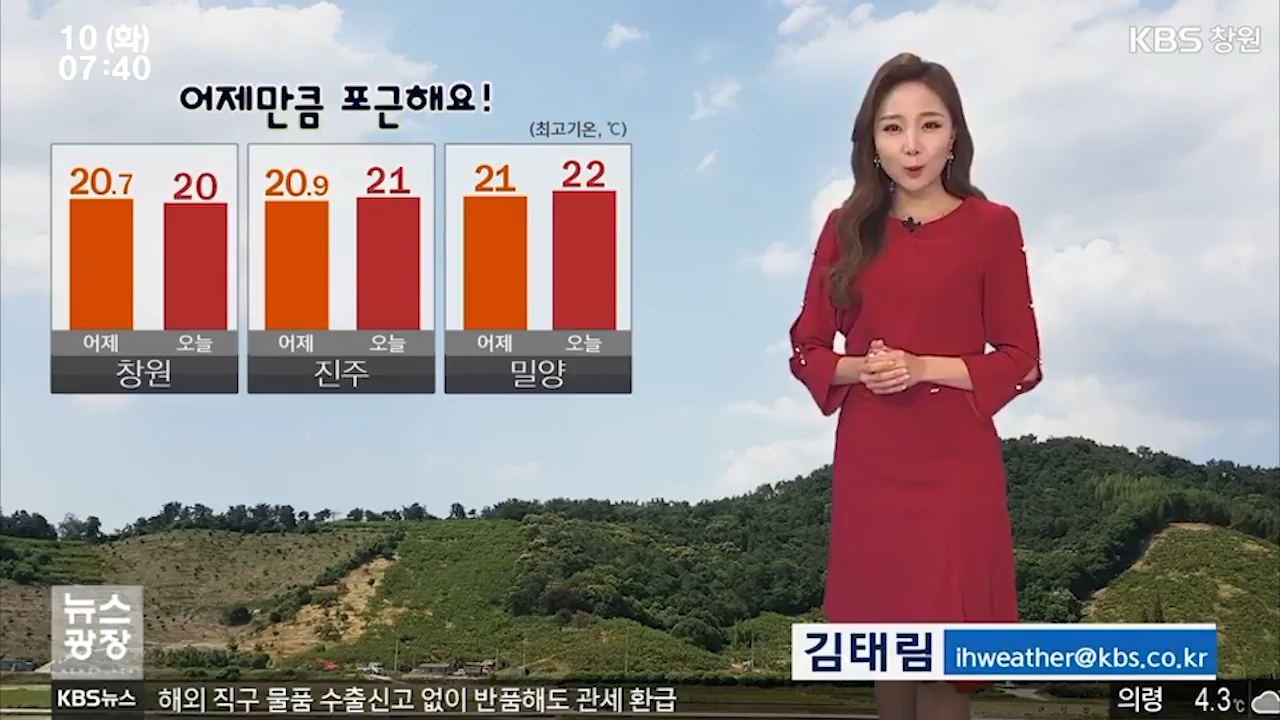 10 (화)
07:40
KBS 창원
어제만큼 포근해요!
(최고기온, ℃)
20.7 20 20.9 21 21 22
어제 오늘 어제 오늘 어제 오늘
창원 진주 밀양
뉴스
광장
김태림 ihweather@kbs.co.kr
KBS뉴스 해외 직구 물품 수출신고 없이 반품해도 관세 환급 의령 4.3℃